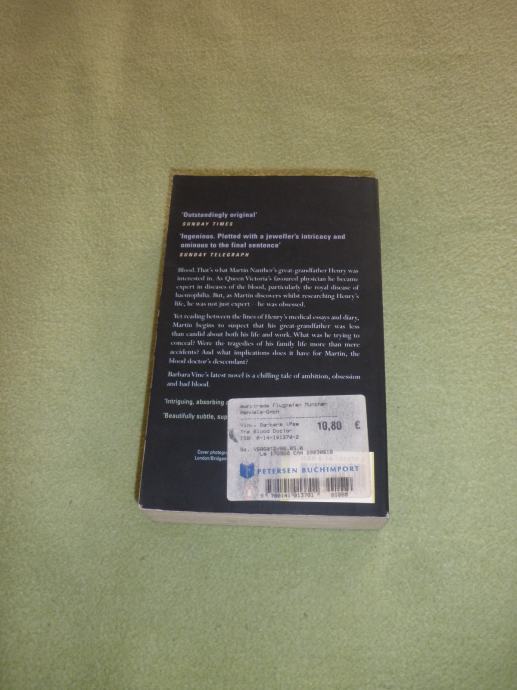 'Outstandingly original'
SUNDAY TIMES
'Ingenious. Plotted with a jeweller's intricacy and
ominous to the final sentence'
SUNDAY TELEGRAPH
Blood. That's what Martin Nanther's great-grandfather Henry was
interested in. As Queen Victoria's favoured physician he became
expert in diseases of the blood, particularly the royal disease of
haemophilia. But, as Martin discovers whilst researching Henry's
life, he was not just expert – he was obsessed.
Yet reading between the lines of Henry's medical essays and diary,
Martin begins to suspect that his great-grandfather was less
than candid about both his life and work. What was he trying to
conceal? Were the tragedies of his family life more than mere
accidents? And what implications does it have for Martin, the
blood doctor's descendant?
Barbara Vine's latest novel is a chilling tale of ambition, obsession
and bad blood.
'Intriguing, absorbing
'Beautifully subtle,
Cover
London/
Flughafen München
10,80 €
The Blood Doctor
ISB 0-14-101370-2
PETERSEN BUCHIMPORT